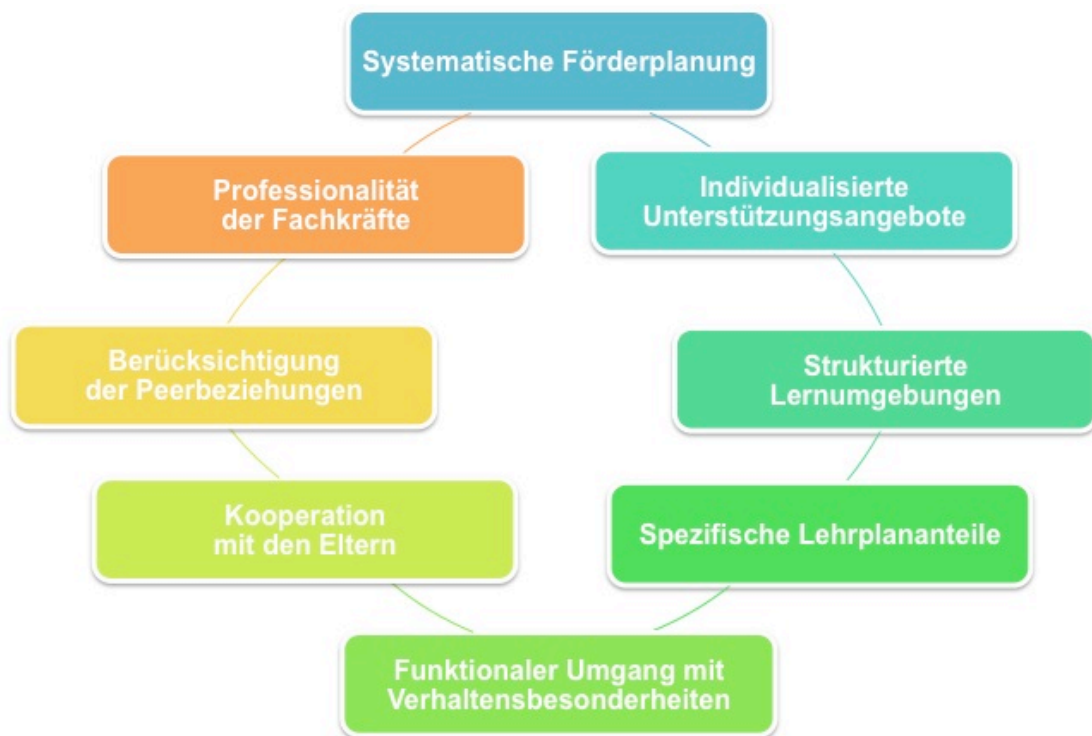 Systematische Förderplanung
Professionalität
der Fachkräfte
Individualisierte
Unterstützungsangebote
Berücksichtigung
der Peerbeziehungen
Strukturierte
Lernumgebungen
Kooperation
mit den Eltern
Spezifische Lehrplananteile
Funktionaler Umgang mit
Verhaltensbesonderheiten